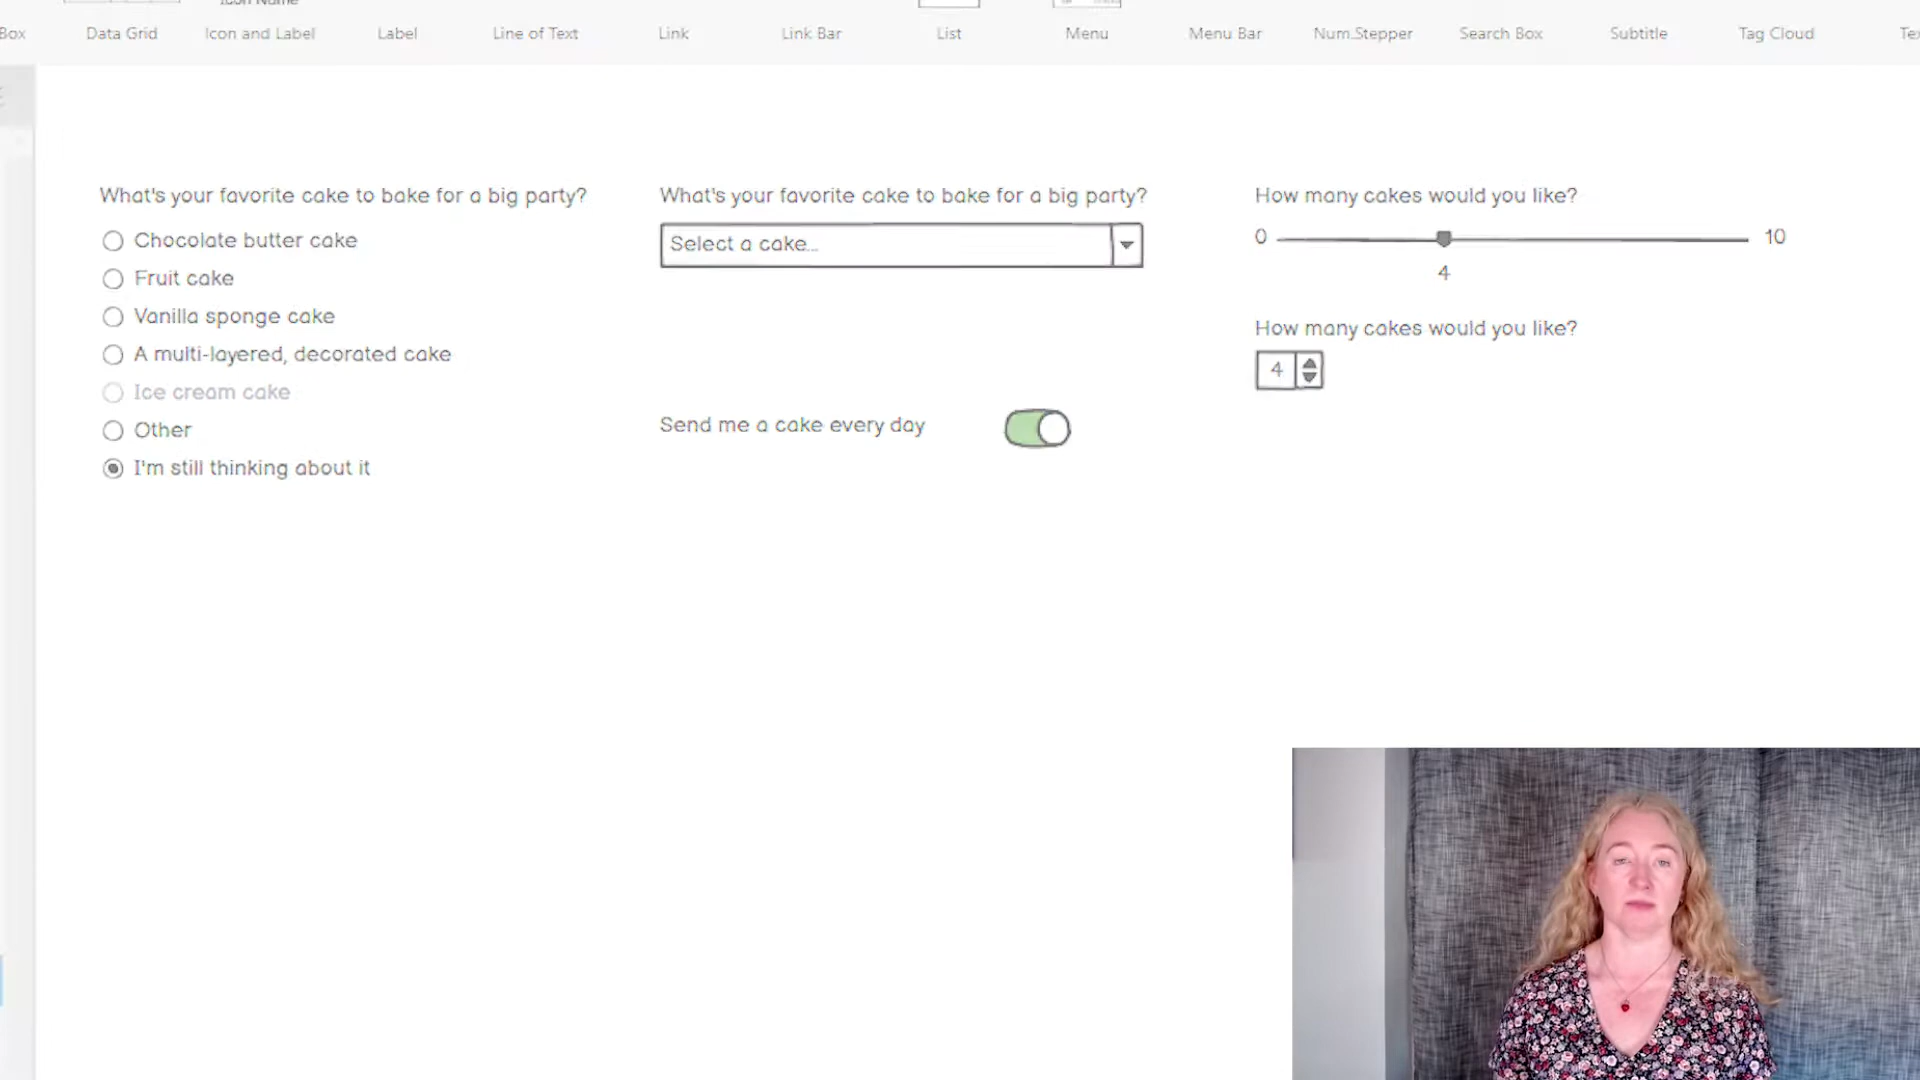 Icon Name
Box Data Grid Icon and Label Label Line of Text Link Link Bar List Menu Menu Bar Num.Stepper Search Box Subtitle Tag Cloud
What's your favorite cake to bake for a big party?
Chocolate butter cake
Fruit cake
Vanilla sponge cake
A multi-layered, decorated cake
Ice cream cake
Other
I'm still thinking about it
What's your favorite cake to bake for a big party?
Select a cake...
Send me a cake every day
How many cakes would you like?
0 10
4
How many cakes would you like?
4